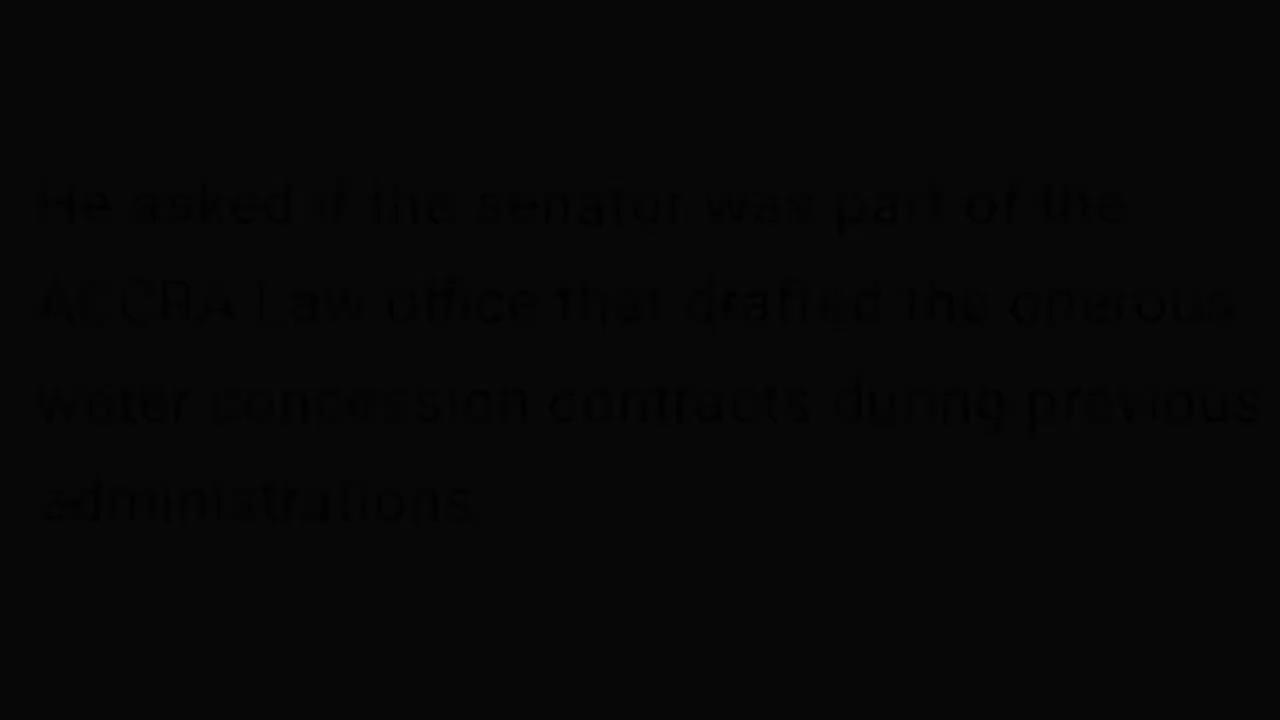 He asked if the senator was part of the
ACCRA Law office that drafted the onerous
water concession contracts during previous
administrations.